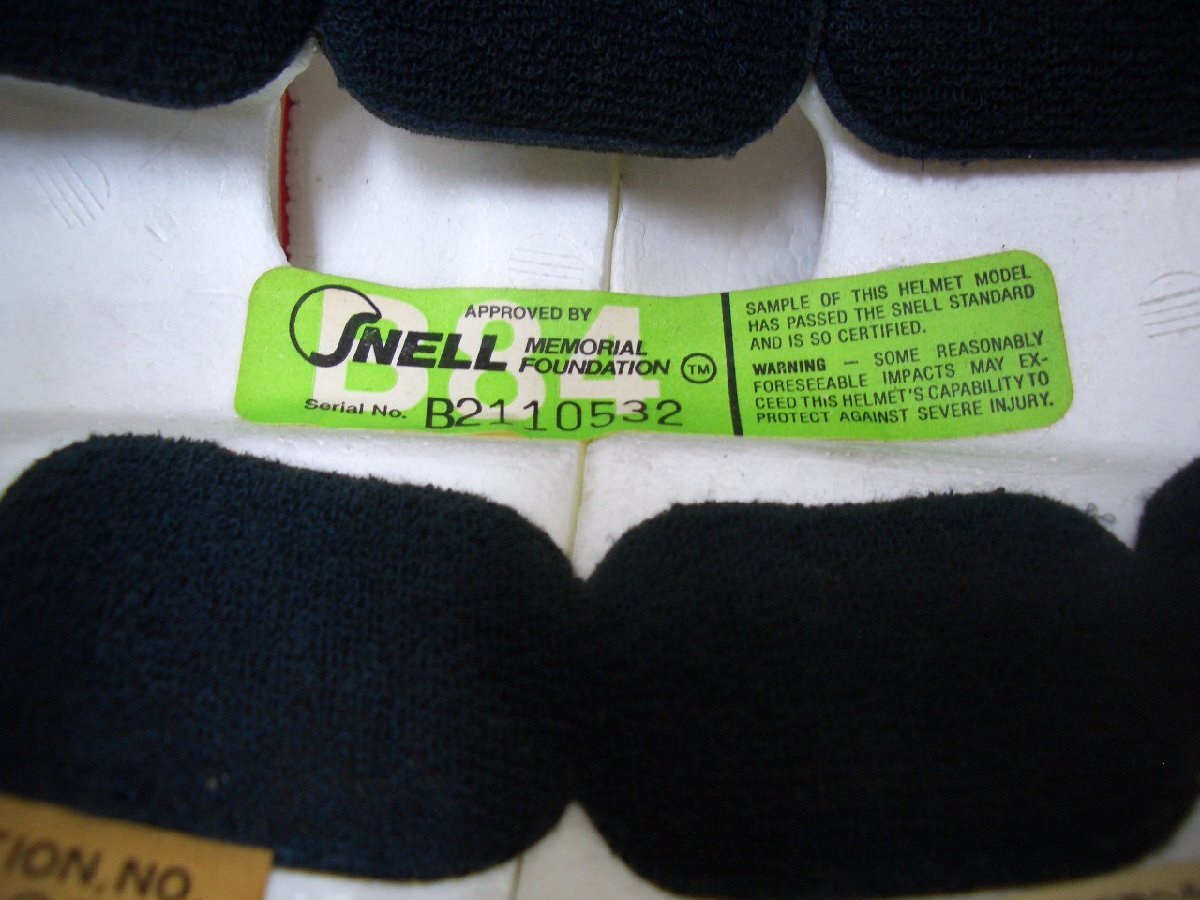 B84
APPROVED BY
SNELL MEMORIAL FOUNDATION TM
Serial No. B2110532
SAMPLE OF THIS HELMET MODEL
HAS PASSED THE SNELL STANDARD
AND IS SO CERTIFIED.
WARNING — SOME REASONABLY
FORESEEABLE IMPACTS MAY EX-
CEED THIS HELMET'S CAPABILITY TO
PROTECT AGAINST SEVERE INJURY.
TION.NO